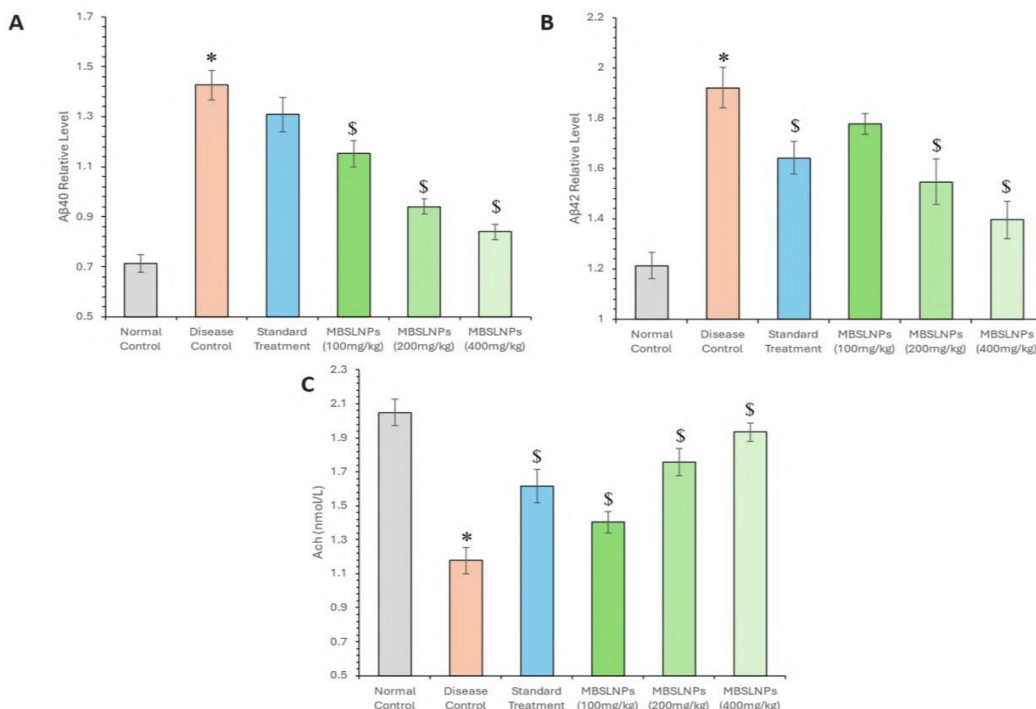 A
Aβ40 Relative Level
1.7
1.5
1.3
1.1
0.9
0.7
0.5
*
$
$
$
Normal Control
Disease Control
Standard Treatment
MBSLNPs (100mg/kg)
MBSLNPs (200mg/kg)
MBSLNPs (400mg/kg)
B
Aβ42 Relative Level
2.2
2
1.8
1.6
1.4
1.2
1
*
$
$
$
Normal Control
Disease Control
Standard Treatment
MBSLNPs (100mg/kg)
MBSLNPs (200mg/kg)
MBSLNPs (400mg/kg)
C
Ach (nmol/L)
2.3
2.1
1.9
1.7
1.5
1.3
1.1
0.9
0.7
0.5
*
$
$
$
$
Normal Control
Disease Control
Standard Treatment
MBSLNPs (100mg/kg)
MBSLNPs (200mg/kg)
MBSLNPs (400mg/kg)